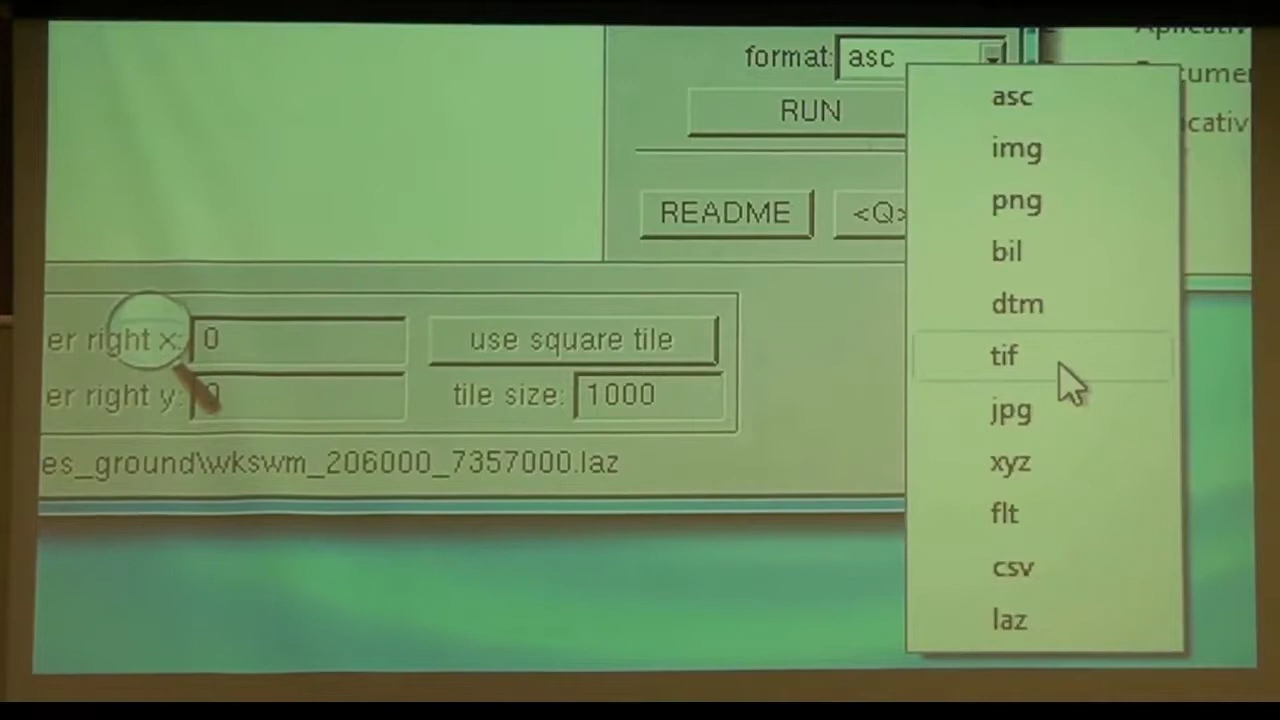 format: asc
RUN
README
<Q>
er right x: 0
use square tile
er right y: 0
tile size: 1000
es_ground\wkswm_206000_7357000.laz
asc
img
png
bil
dtm
tif
jpg
xyz
flt
csv
laz